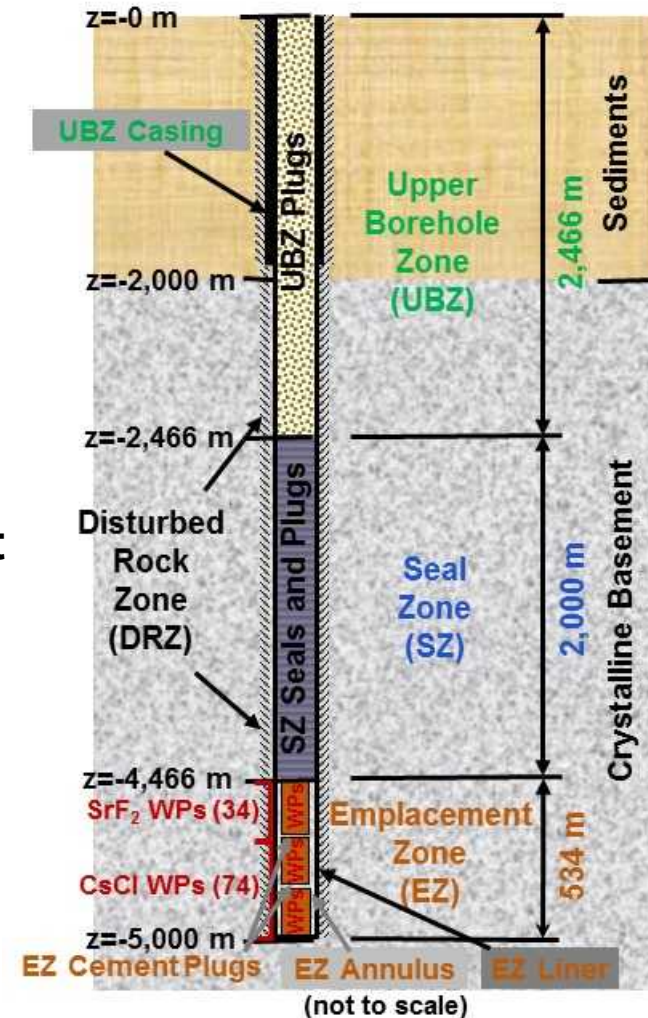 z=-0 m
UBZ Casing
UBZ Plugs
Upper
Borehole
Zone
(UBZ)
2,466 m
Sediments
z=-2,000 m
z=-2,466 m
Disturbed
Rock
Zone
(DRZ)
SZ Seals and Plugs
Seal
Zone
(SZ)
2,000 m
Crystalline Basement
z=-4,466 m
SrF₂ WPs (34)
WPs
Emplacement
Zone
(EZ)
534 m
WPs
CsCl WPs (74)
WPs
z=-5,000 m
EZ Cement Plugs
EZ Annulus
EZ Liner
(not to scale)